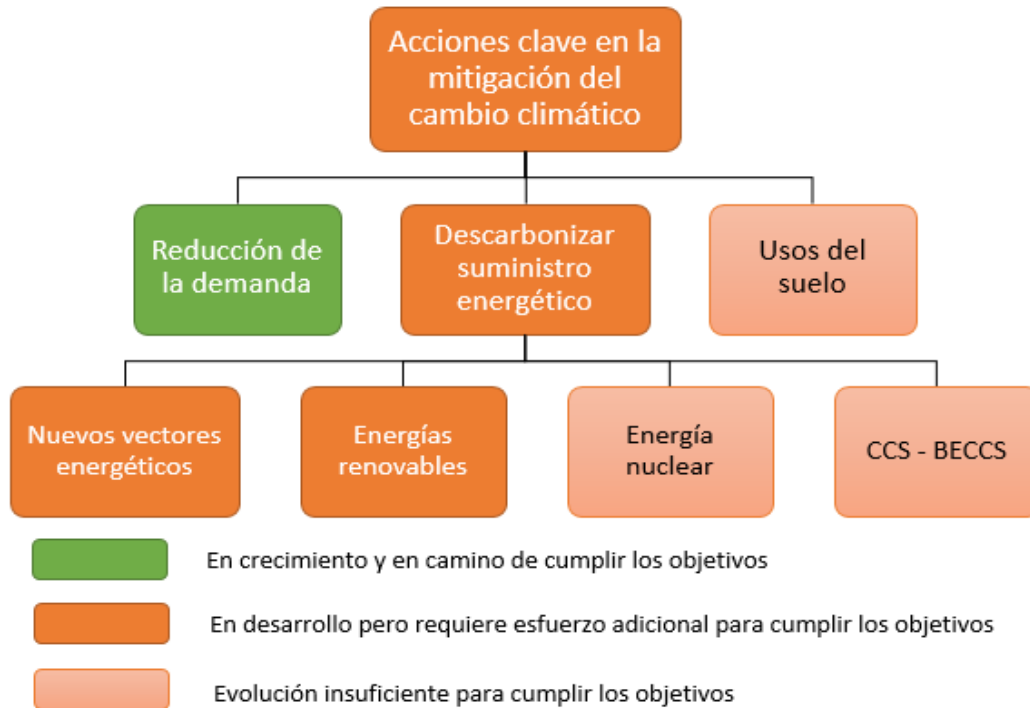 Acciones clave en la
mitigación del
cambio climático
Reducción de
la demanda
Descarbonizar
suministro
energético
Usos del
suelo
Nuevos vectores
energéticos
Energías
renovables
Energía
nuclear
CCS - BECCS
En crecimiento y en camino de cumplir los objetivos
En desarrollo pero requiere esfuerzo adicional para cumplir los objetivos
Evolución insuficiente para cumplir los objetivos